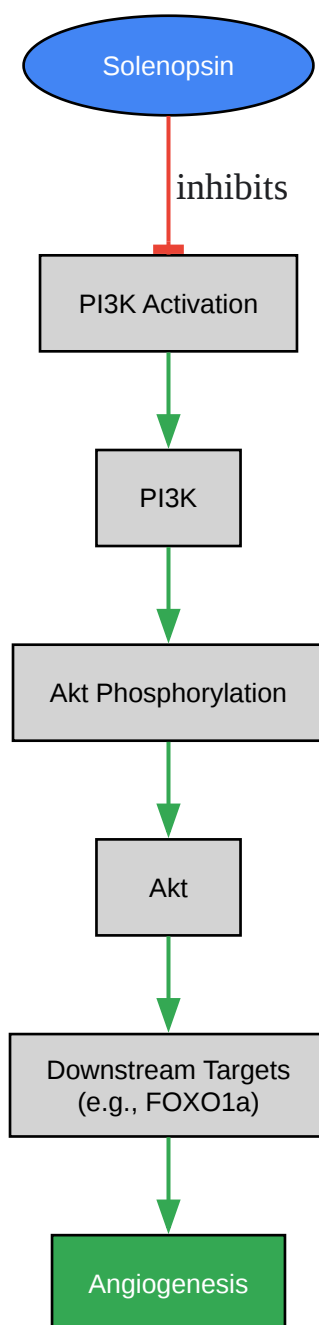 Solenopsin
inhibits
PI3K Activation
PI3K
Akt Phosphorylation
Akt
Downstream Targets
(e.g., FOXO1a)
Angiogenesis